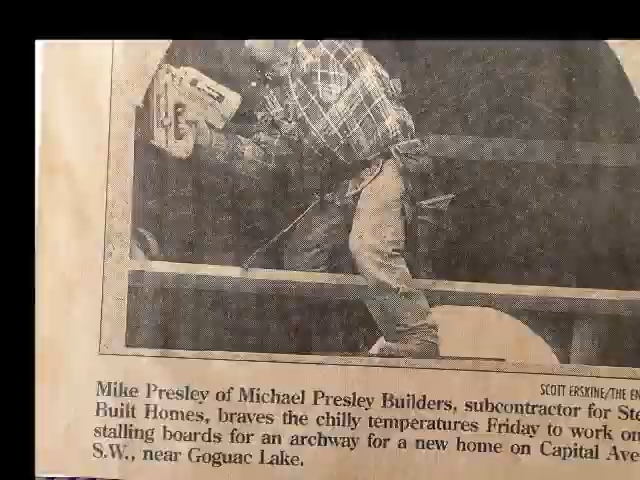 SCOTT ERSKINE/THE EN
Mike Presley of Michael Presley Builders, subcontractor for Ste
Built Homes, braves the chilly temperatures Friday to work on
stalling boards for an archway for a new home on Capital Ave
S.W., near Goguac Lake.